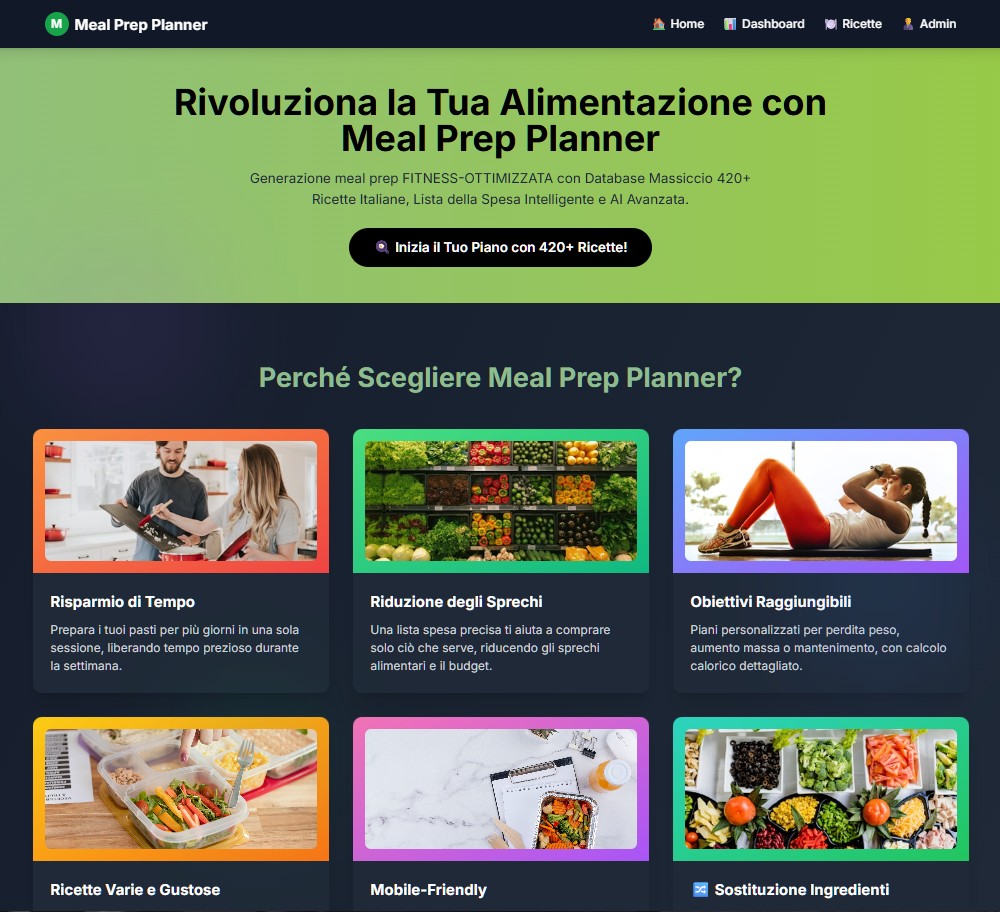 M Meal Prep Planner
🏠 Home 📊 Dashboard 🍽️ Ricette Admin
Rivoluziona la Tua Alimentazione con
Meal Prep Planner
Generazione meal prep FITNESS-OTTIMIZZATA con Database Massiccio 420+
Ricette Italiane, Lista della Spesa Intelligente e AI Avanzata.
Inizia il Tuo Piano con 420+ Ricette!
Perché Scegliere Meal Prep Planner?
Risparmio di Tempo
Prepara i tuoi pasti per più giorni in una sola
sessione, liberando tempo prezioso durante
la settimana.
Riduzione degli Sprechi
Una lista spesa precisa ti aiuta a comprare
solo ciò che serve, riducendo gli sprechi
alimentari e il budget.
Obiettivi Raggiungibili
Piani personalizzati per perdita peso,
aumento massa o mantenimento, con calcolo
calorico dettagliato.
Ricette Varie e Gustose
Mobile-Friendly
🔀 Sostituzione Ingredienti